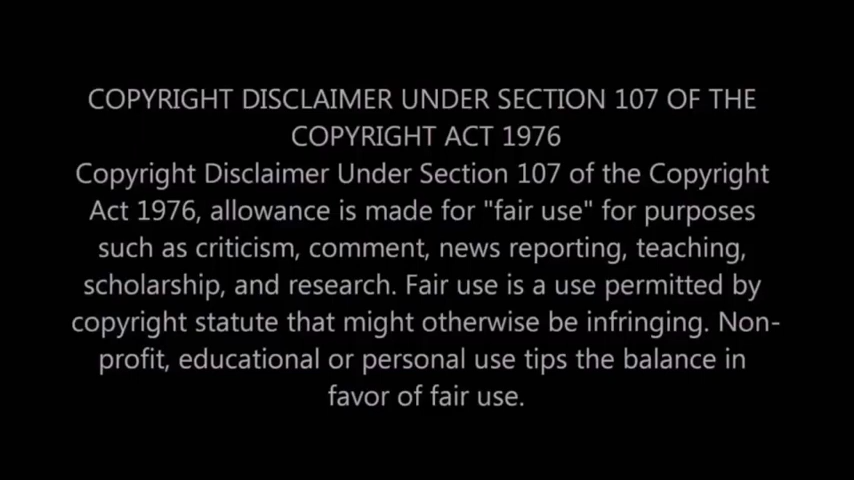 COPYRIGHT DISCLAIMER UNDER SECTION 107 OF THE
COPYRIGHT ACT 1976
Copyright Disclaimer Under Section 107 of the Copyright
Act 1976, allowance is made for "fair use" for purposes
such as criticism, comment, news reporting, teaching,
scholarship, and research. Fair use is a use permitted by
copyright statute that might otherwise be infringing. Non-
profit, educational or personal use tips the balance in
favor of fair use.